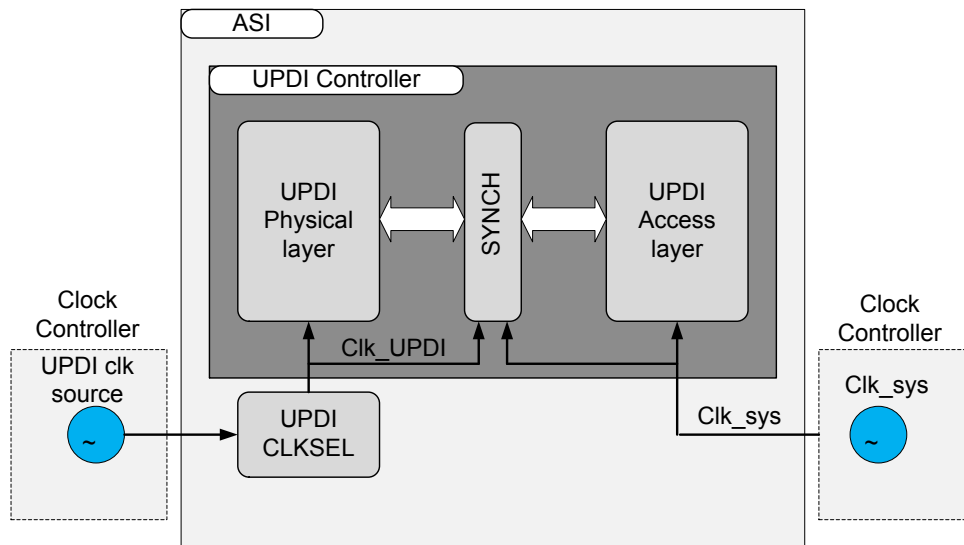 ASI
UPDI Controller
UPDI
Physical
layer
SYNCH
UPDI
Access
layer
Clock
Controller
UPDI clk
source
~
Clk_UPDI
UPDI
CLKSEL
Clk_sys
Clock
Controller
Clk_sys
~